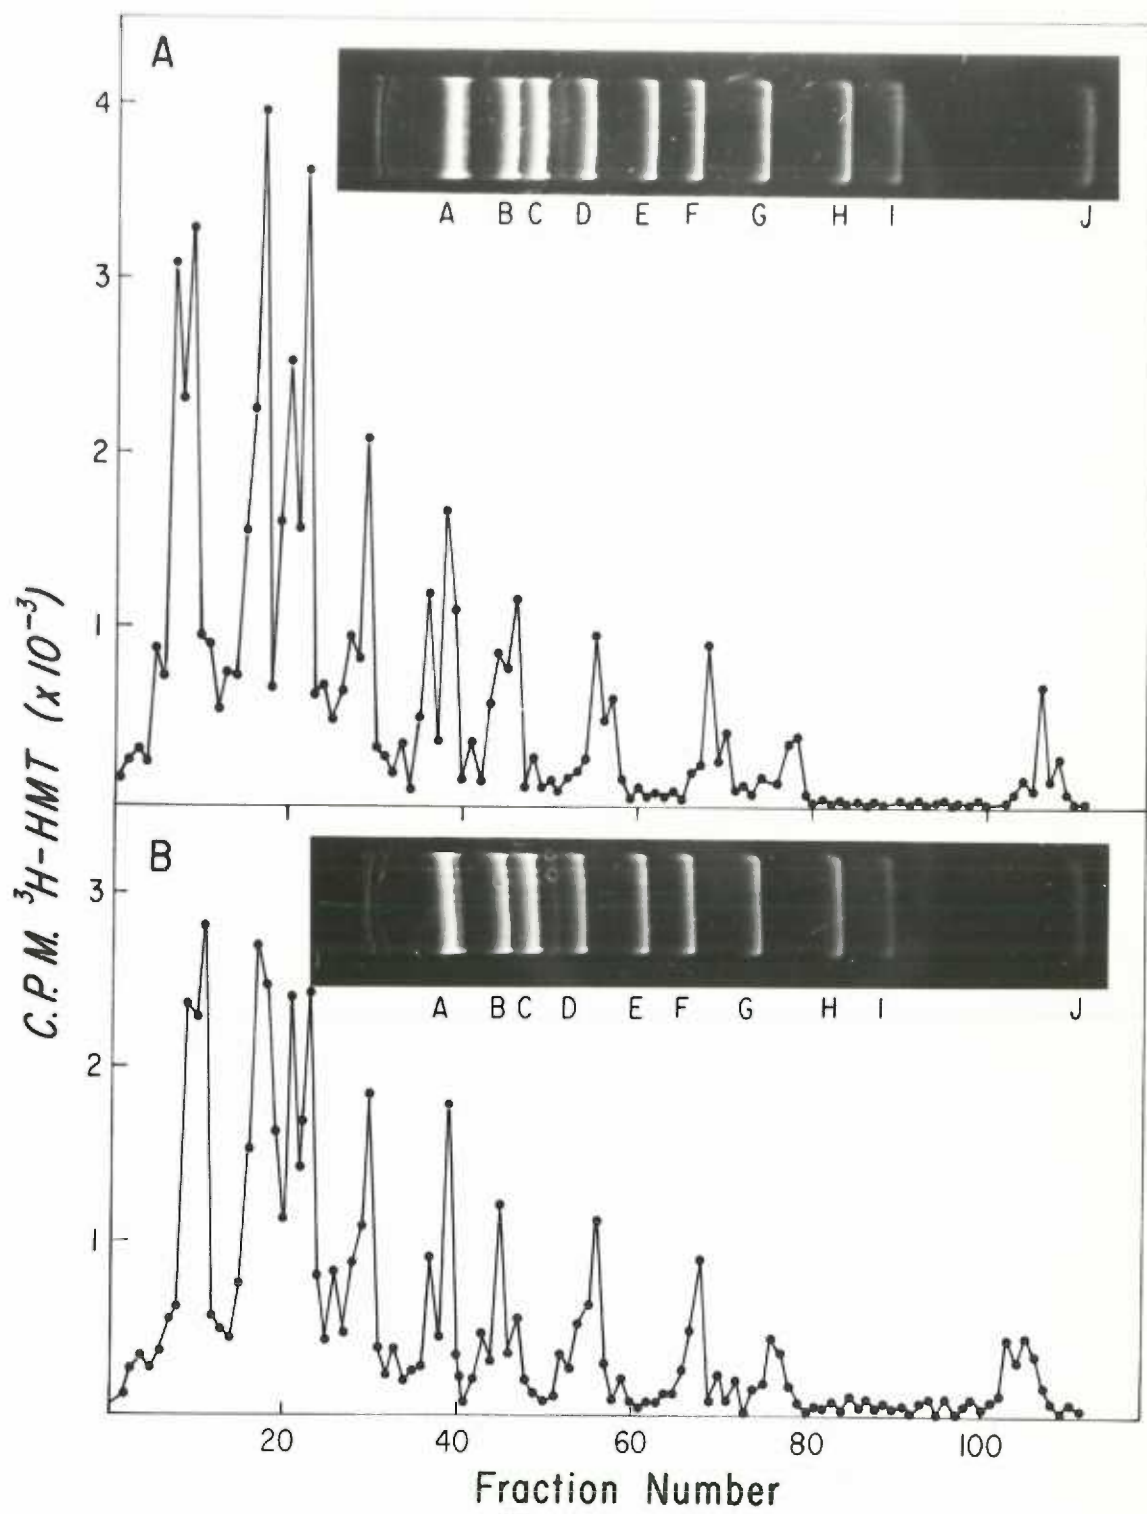 A
4
3
2
1
A B C D E F G H I J
B
3
2
1
A B C D E F G H I J
C.P.M. ³H-HMT (x10⁻³)
20 40 60 80 100
Fraction Number